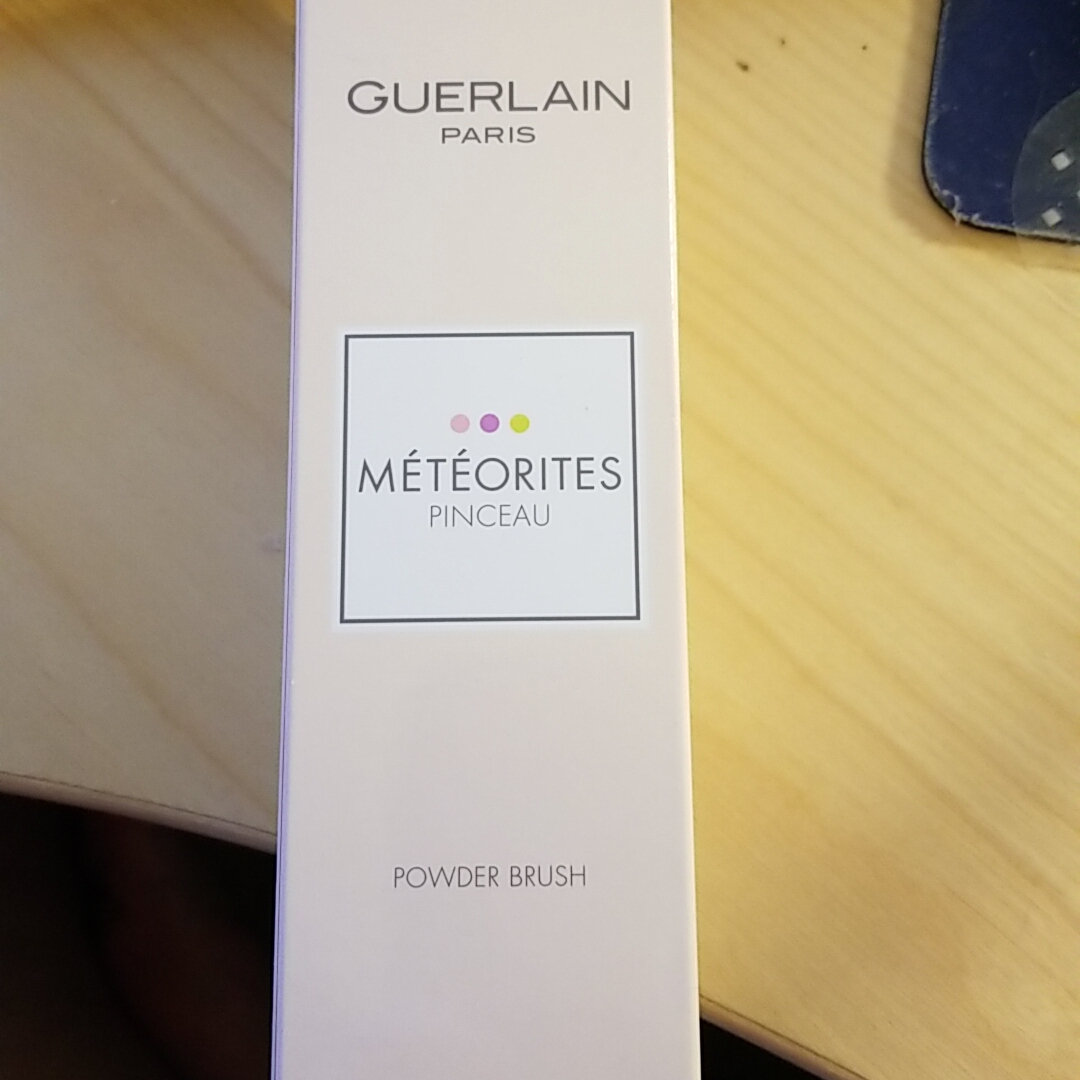 GUERLAIN
PARIS
MÉTÉORITES
PINCEAU
POWDER BRUSH